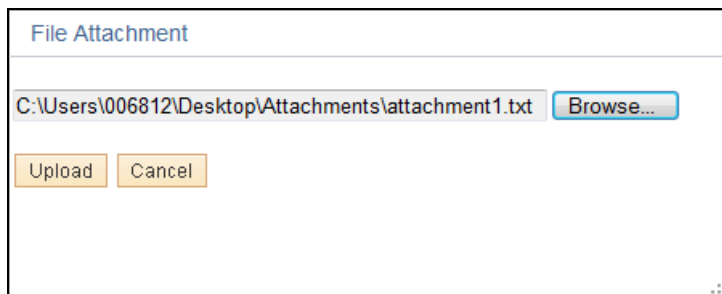 File Attachment
C:\Users\006812\Desktop\Attachments\attachment1.txt Browse...
Upload Cancel